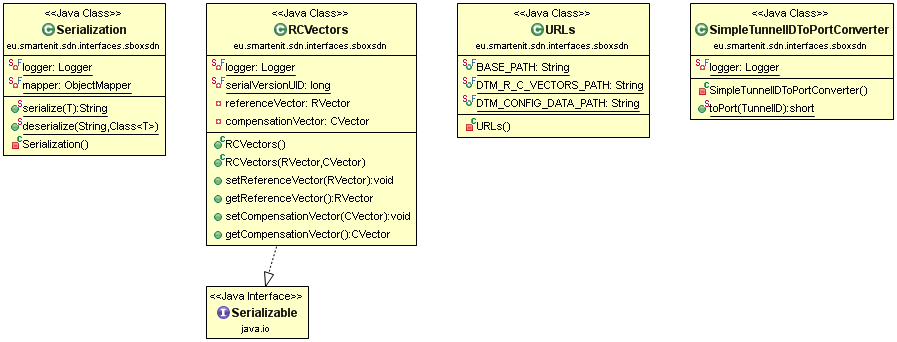 <<Java Class>>
Serialization
eu.smartenit.sdn.interfaces.sboxsdn
logger: Logger
mapper: ObjectMapper
serialize(T):String
deserialize(String,Class<T>)
Serialization()
<<Java Class>>
RCVectors
eu.smartenit.sdn.interfaces.sboxsdn
logger: Logger
serialVersionUID: long
referenceVector: RVector
compensationVector: CVector
RCVectors()
RCVectors(RVector,CVector)
setReferenceVector(RVector):void
getReferenceVector():RVector
setCompensationVector(CVector):void
getCompensationVector():CVector
<<Java Interface>>
Serializable
java.io
<<Java Class>>
URLs
eu.smartenit.sdn.interfaces.sboxsdn
BASE_PATH: String
DTM_R_C_VECTORS_PATH: String
DTM_CONFIG_DATA_PATH: String
URLs()
<<Java Class>>
SimpleTunnelIDToPortConverter
eu.smartenit.sdn.interfaces.sboxsdn
logger: Logger
SimpleTunnelIDToPortConverter()
toPort(TunnelID):short